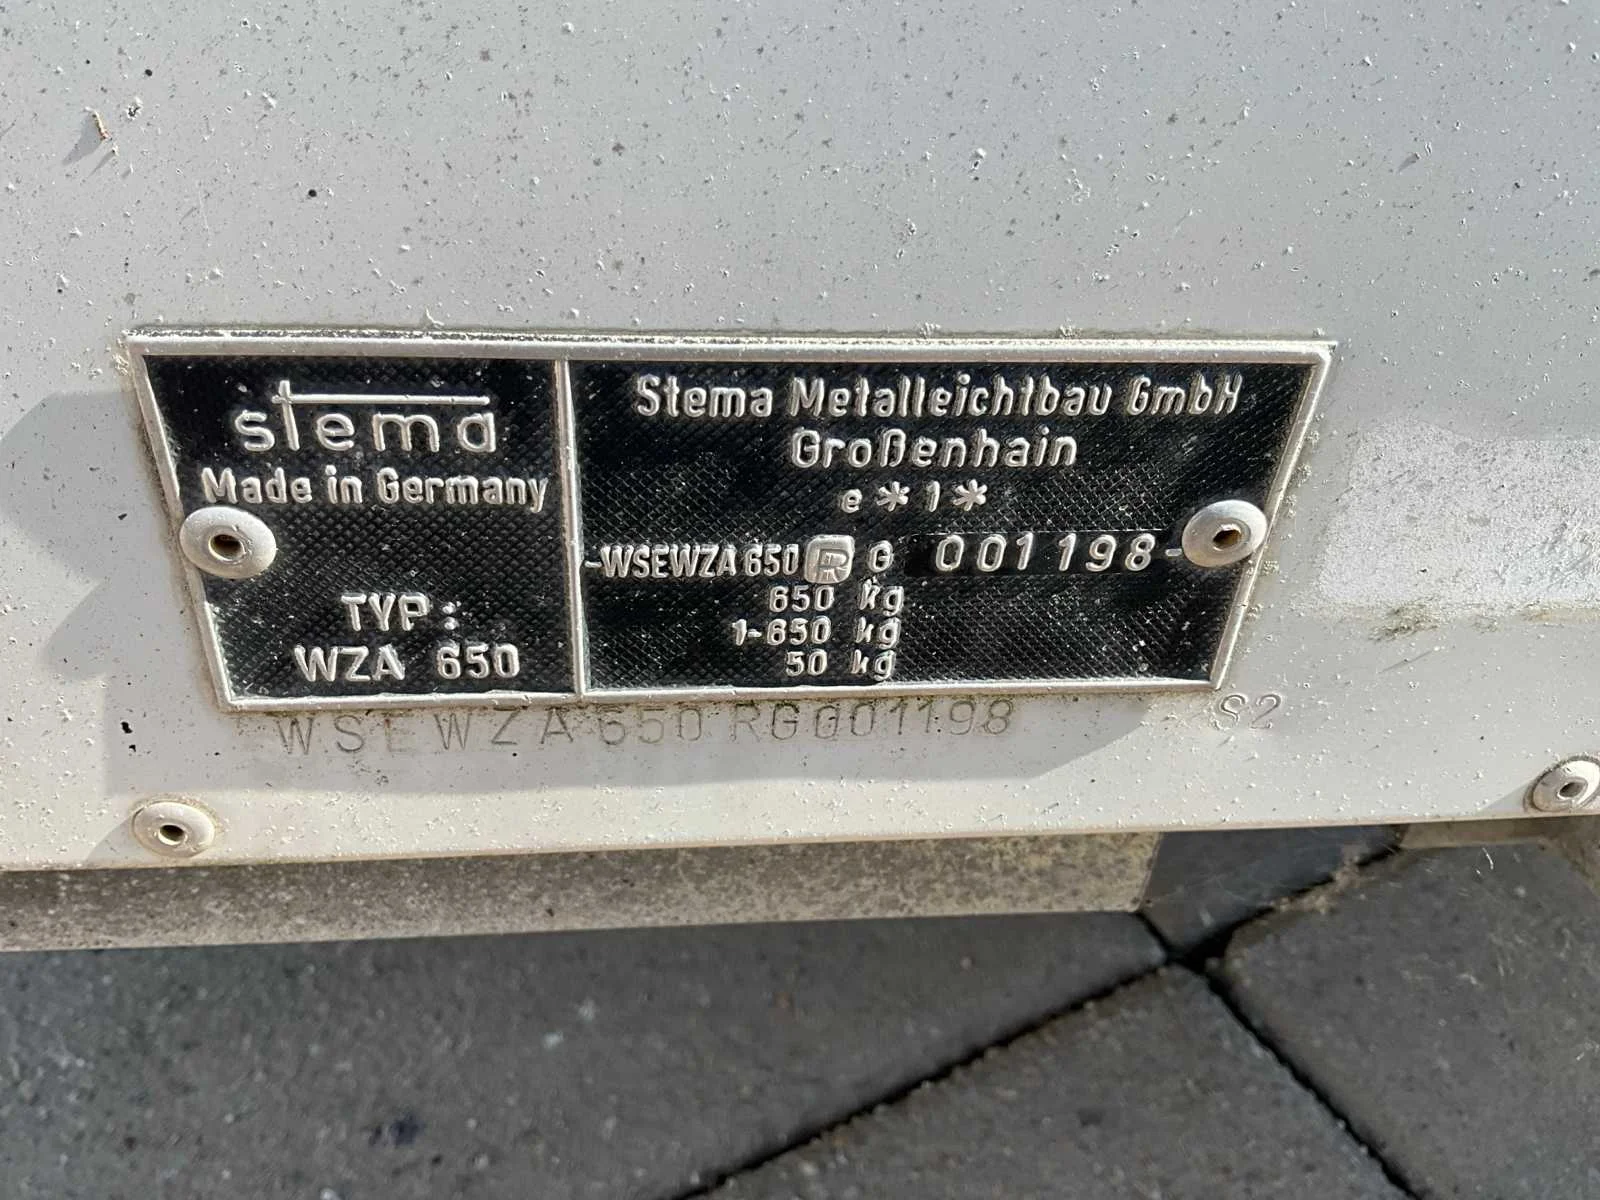 stema
Made in Germany
TYP:
WZA 650
Stema Metalleichtbau GmbH
Großenhain
e*1*
-WSEWZA650 R G 001198-
650 kg
1-650 kg
50 kg
WSEWZA650RG001198
S2